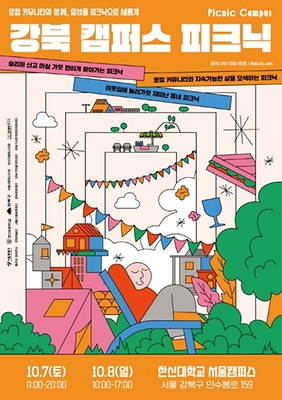 로컬 커뮤니티와 함께, 일상을 피크닉으로 새롭게
Picnic Campus
강북 캠퍼스 피크닉
슬리퍼 신고 마실 가듯 편하게 찾아가는 피크닉
로컬 커뮤니티와 지속가능한 삶을 모색하는 피크닉
이웃집에 놀러가듯 재미난 동네 피크닉
10.7(토)
11:00-20:00
10.8(일)
10:00-17:00
한신대학교 서울캠퍼스
서울 강북구 인수봉로 159